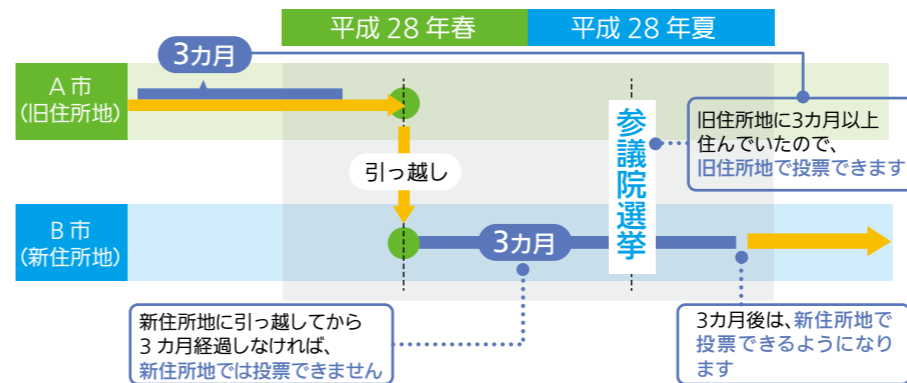 平成 28 年春
平成 28 年夏
3カ月
A 市
(旧住所地)
引っ越し
参議院選挙
旧住所地に3カ月以上
住んでいたので、
旧住所地で投票できます
B 市
(新住所地)
3カ月
新住所地に引っ越してから
3 カ月経過しなければ、
新住所地では投票できません
3カ月後は、新住所地で
投票できるようになり
ます